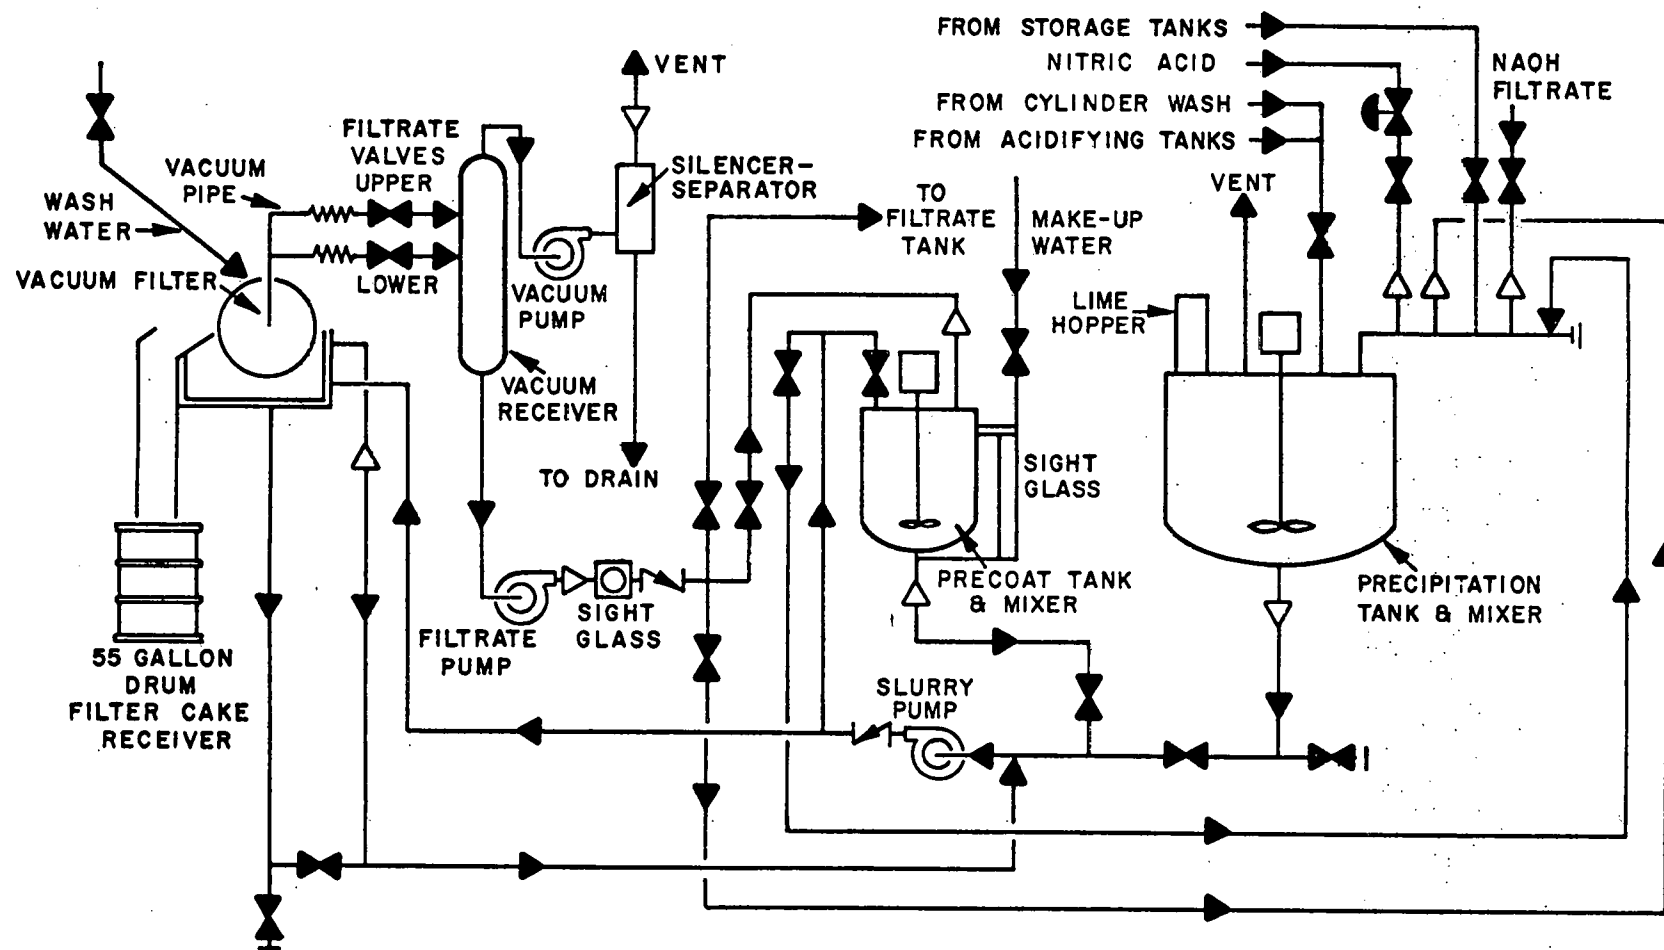 FROM STORAGE TANKS
NITRIC ACID
NAOH
FILTRATE
FROM CYLINDER WASH
FROM ACIDIFYING TANKS
VENT
FILTRATE
VALVES
UPPER
VACUUM
PIPE
SILENCER-
SEPARATOR
WASH
WATER
TO
FILTRATE
TANK
MAKE-UP
WATER
VENT
VACUUM FILTER
LOWER
VACUUM
PUMP
LIME
HOPPER
VACUUM
RECEIVER
TO DRAIN
SIGHT
GLASS
PRECOAT TANK
& MIXER
PRECIPITATION
TANK & MIXER
SIGHT
GLASS
FILTRATE
PUMP
55 GALLON
DRUM
FILTER CAKE
RECEIVER
SLURRY
PUMP